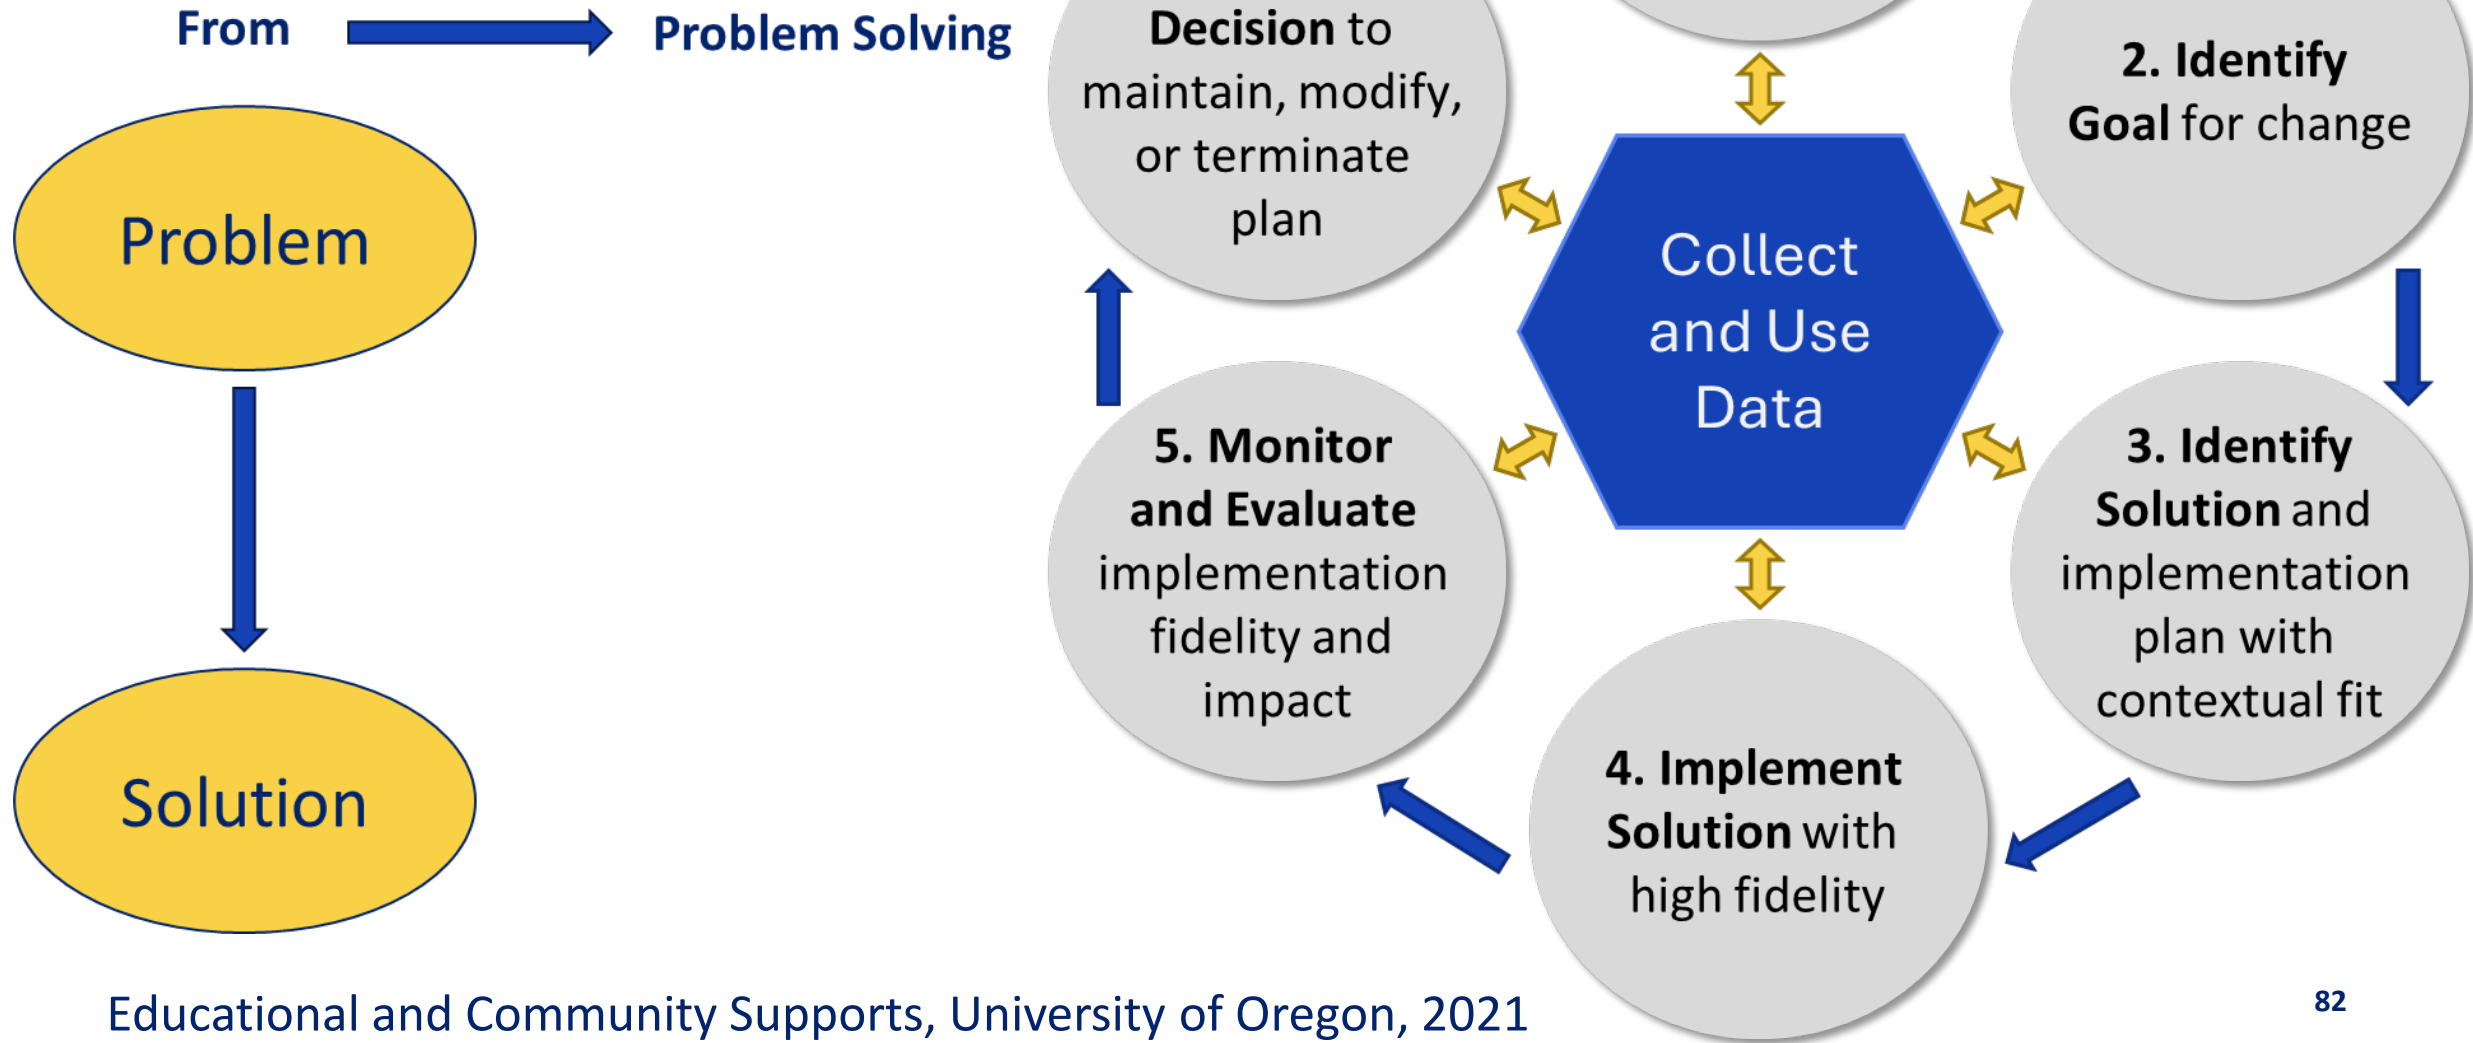 From
Problem Solving
Problem
Solution
Decision to
maintain, modify,
or terminate
plan
2. Identify
Goal for change
Collect
and Use
Data
3. Identify
Solution and
implementation
plan with
contextual fit
4. Implement
Solution with
high fidelity
5. Monitor
and Evaluate
implementation
fidelity and
impact
Educational and Community Supports, University of Oregon, 2021
82